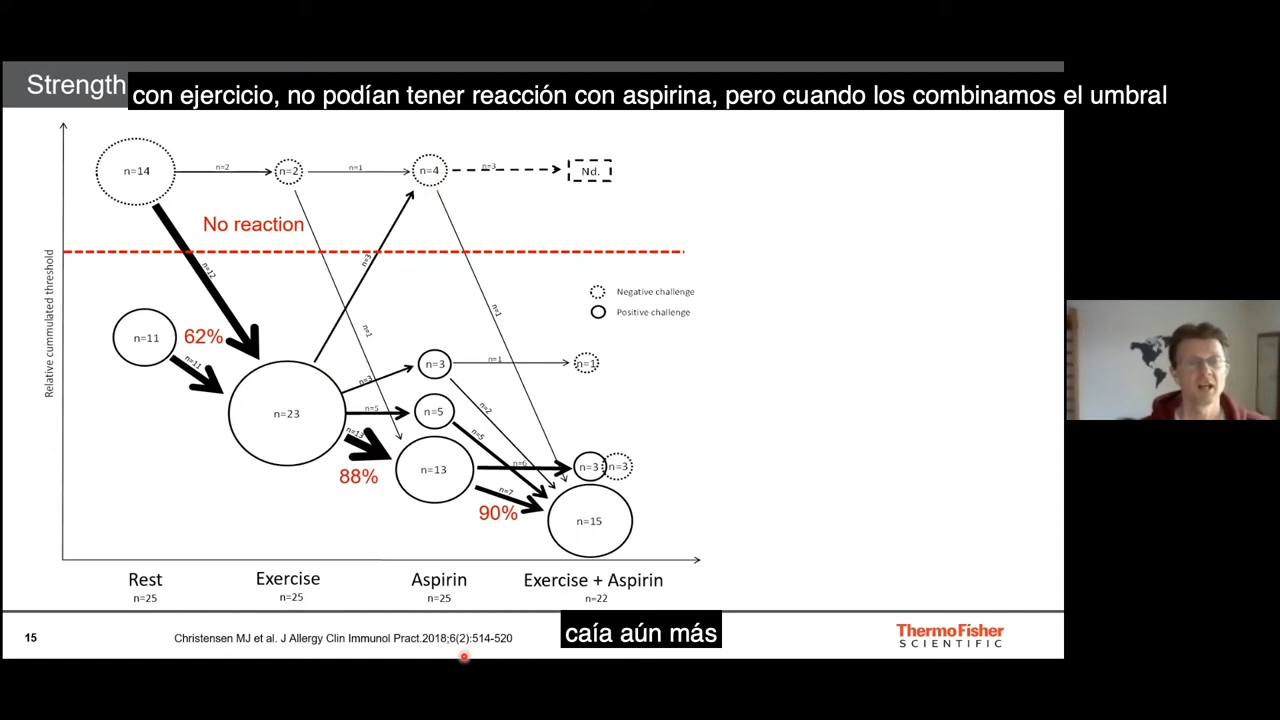 Strength
con ejercicio, no podían tener reacción con aspirina, pero cuando los combinamos el umbral
n=14
n=2
n=2
n=1
n=4
n=3
Nd.
No reaction
n=12
n=3
Relative cummulated threshold
Negative challenge
Positive challenge
n=1
n=1
n=11
62%
n=11
n=23
n=3
n=3
n=1
n=1
n=5
n=5
n=2
n=13
n=5
88%
n=13
n=6
n=3
n=3
n=7
90%
n=15
Rest
Exercise
Aspirin
Exercise + Aspirin
n=25
n=25
n=25
n=22
caía aún más
15
Christensen MJ et al. J Allergy Clin Immunol Pract.2018;6(2):514-520
ThermoFisher
SCIENTIFIC